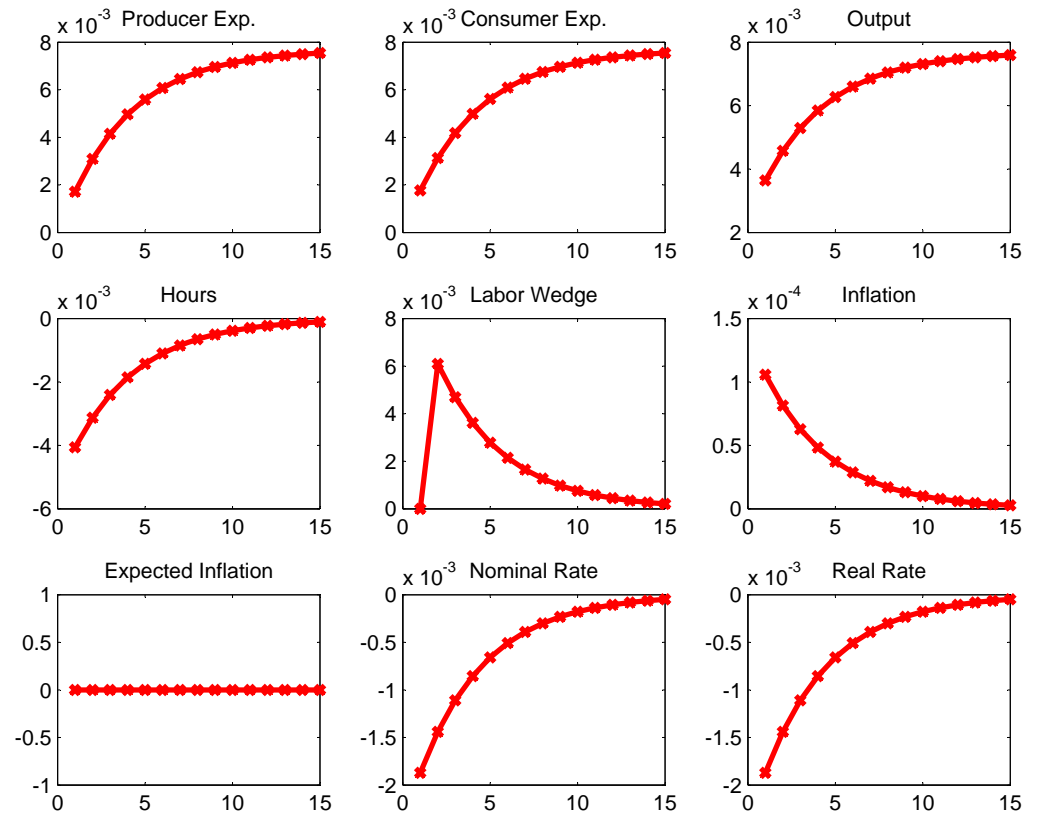 x 10-3 Producer Exp.
8
6
4
2
0
0 5 10 15
x 10-3 Consumer Exp.
8
6
4
2
0
0 5 10 15
x 10-3 Output
8
6
4
2
0 5 10 15
x 10-3 Hours
0
-2
-4
-6
0 5 10 15
x 10-3 Labor Wedge
8
6
4
2
0
0 5 10 15
x 10-4 Inflation
1.5
1
0.5
0
0 5 10 15
Expected Inflation
1
0.5
0
-0.5
-1
0 5 10 15
x 10-3 Nominal Rate
0
-0.5
-1
-1.5
-2
0 5 10 15
x 10-3 Real Rate
0
-0.5
-1
-1.5
-2
0 5 10 15